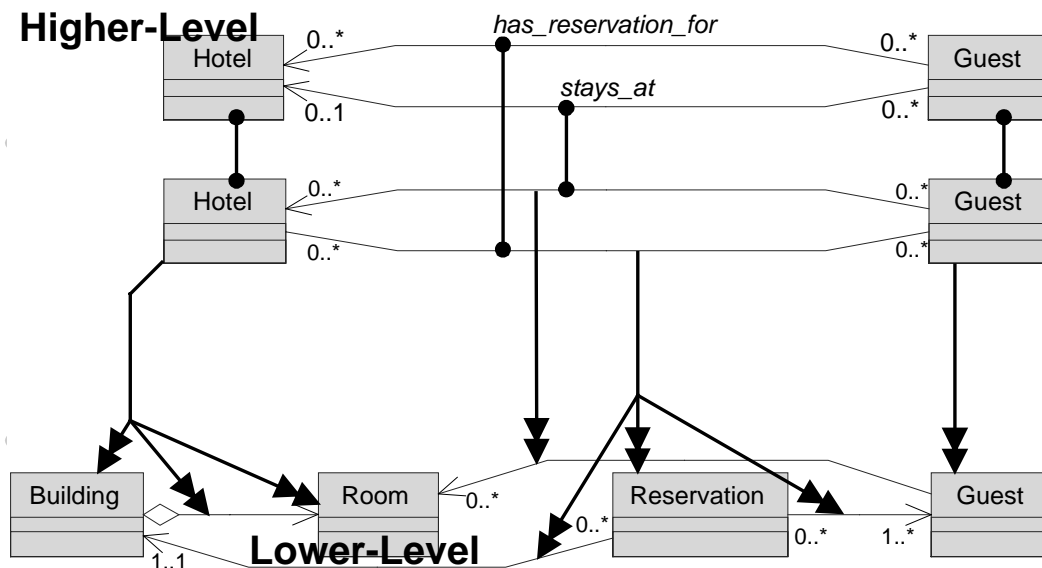 Higher-Level
has_reservation_for
0..*
0..*
Hotel
Guest
stays_at
0..1
0..*
Hotel
0..*
0..*
Guest
0..*
0..*
Building
Room
Reservation
Guest
0..*
0..*
0..*
1..*
1..1
Lower-Level